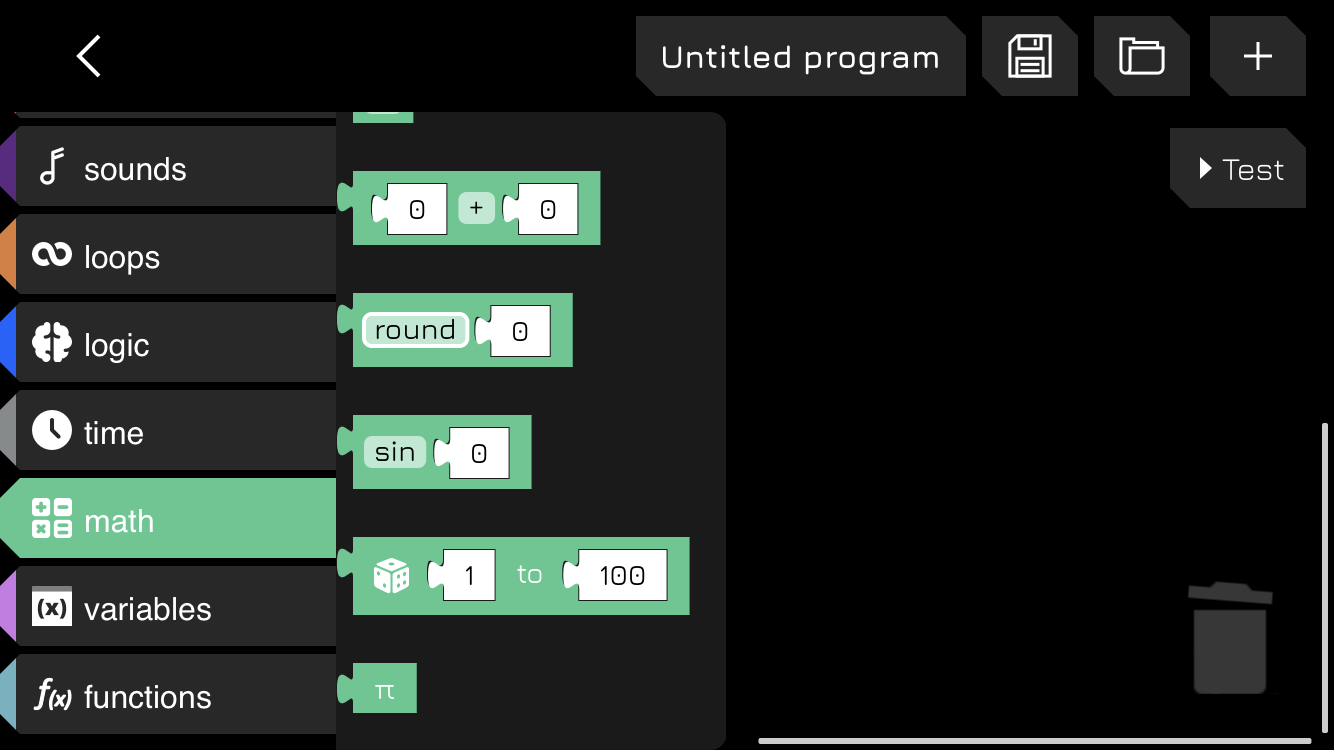 Untitled program
Test
sounds
loops
logic
time
math
(x) variables
f(x) functions
0 + 0
round 0
sin 0
1 to 100
π